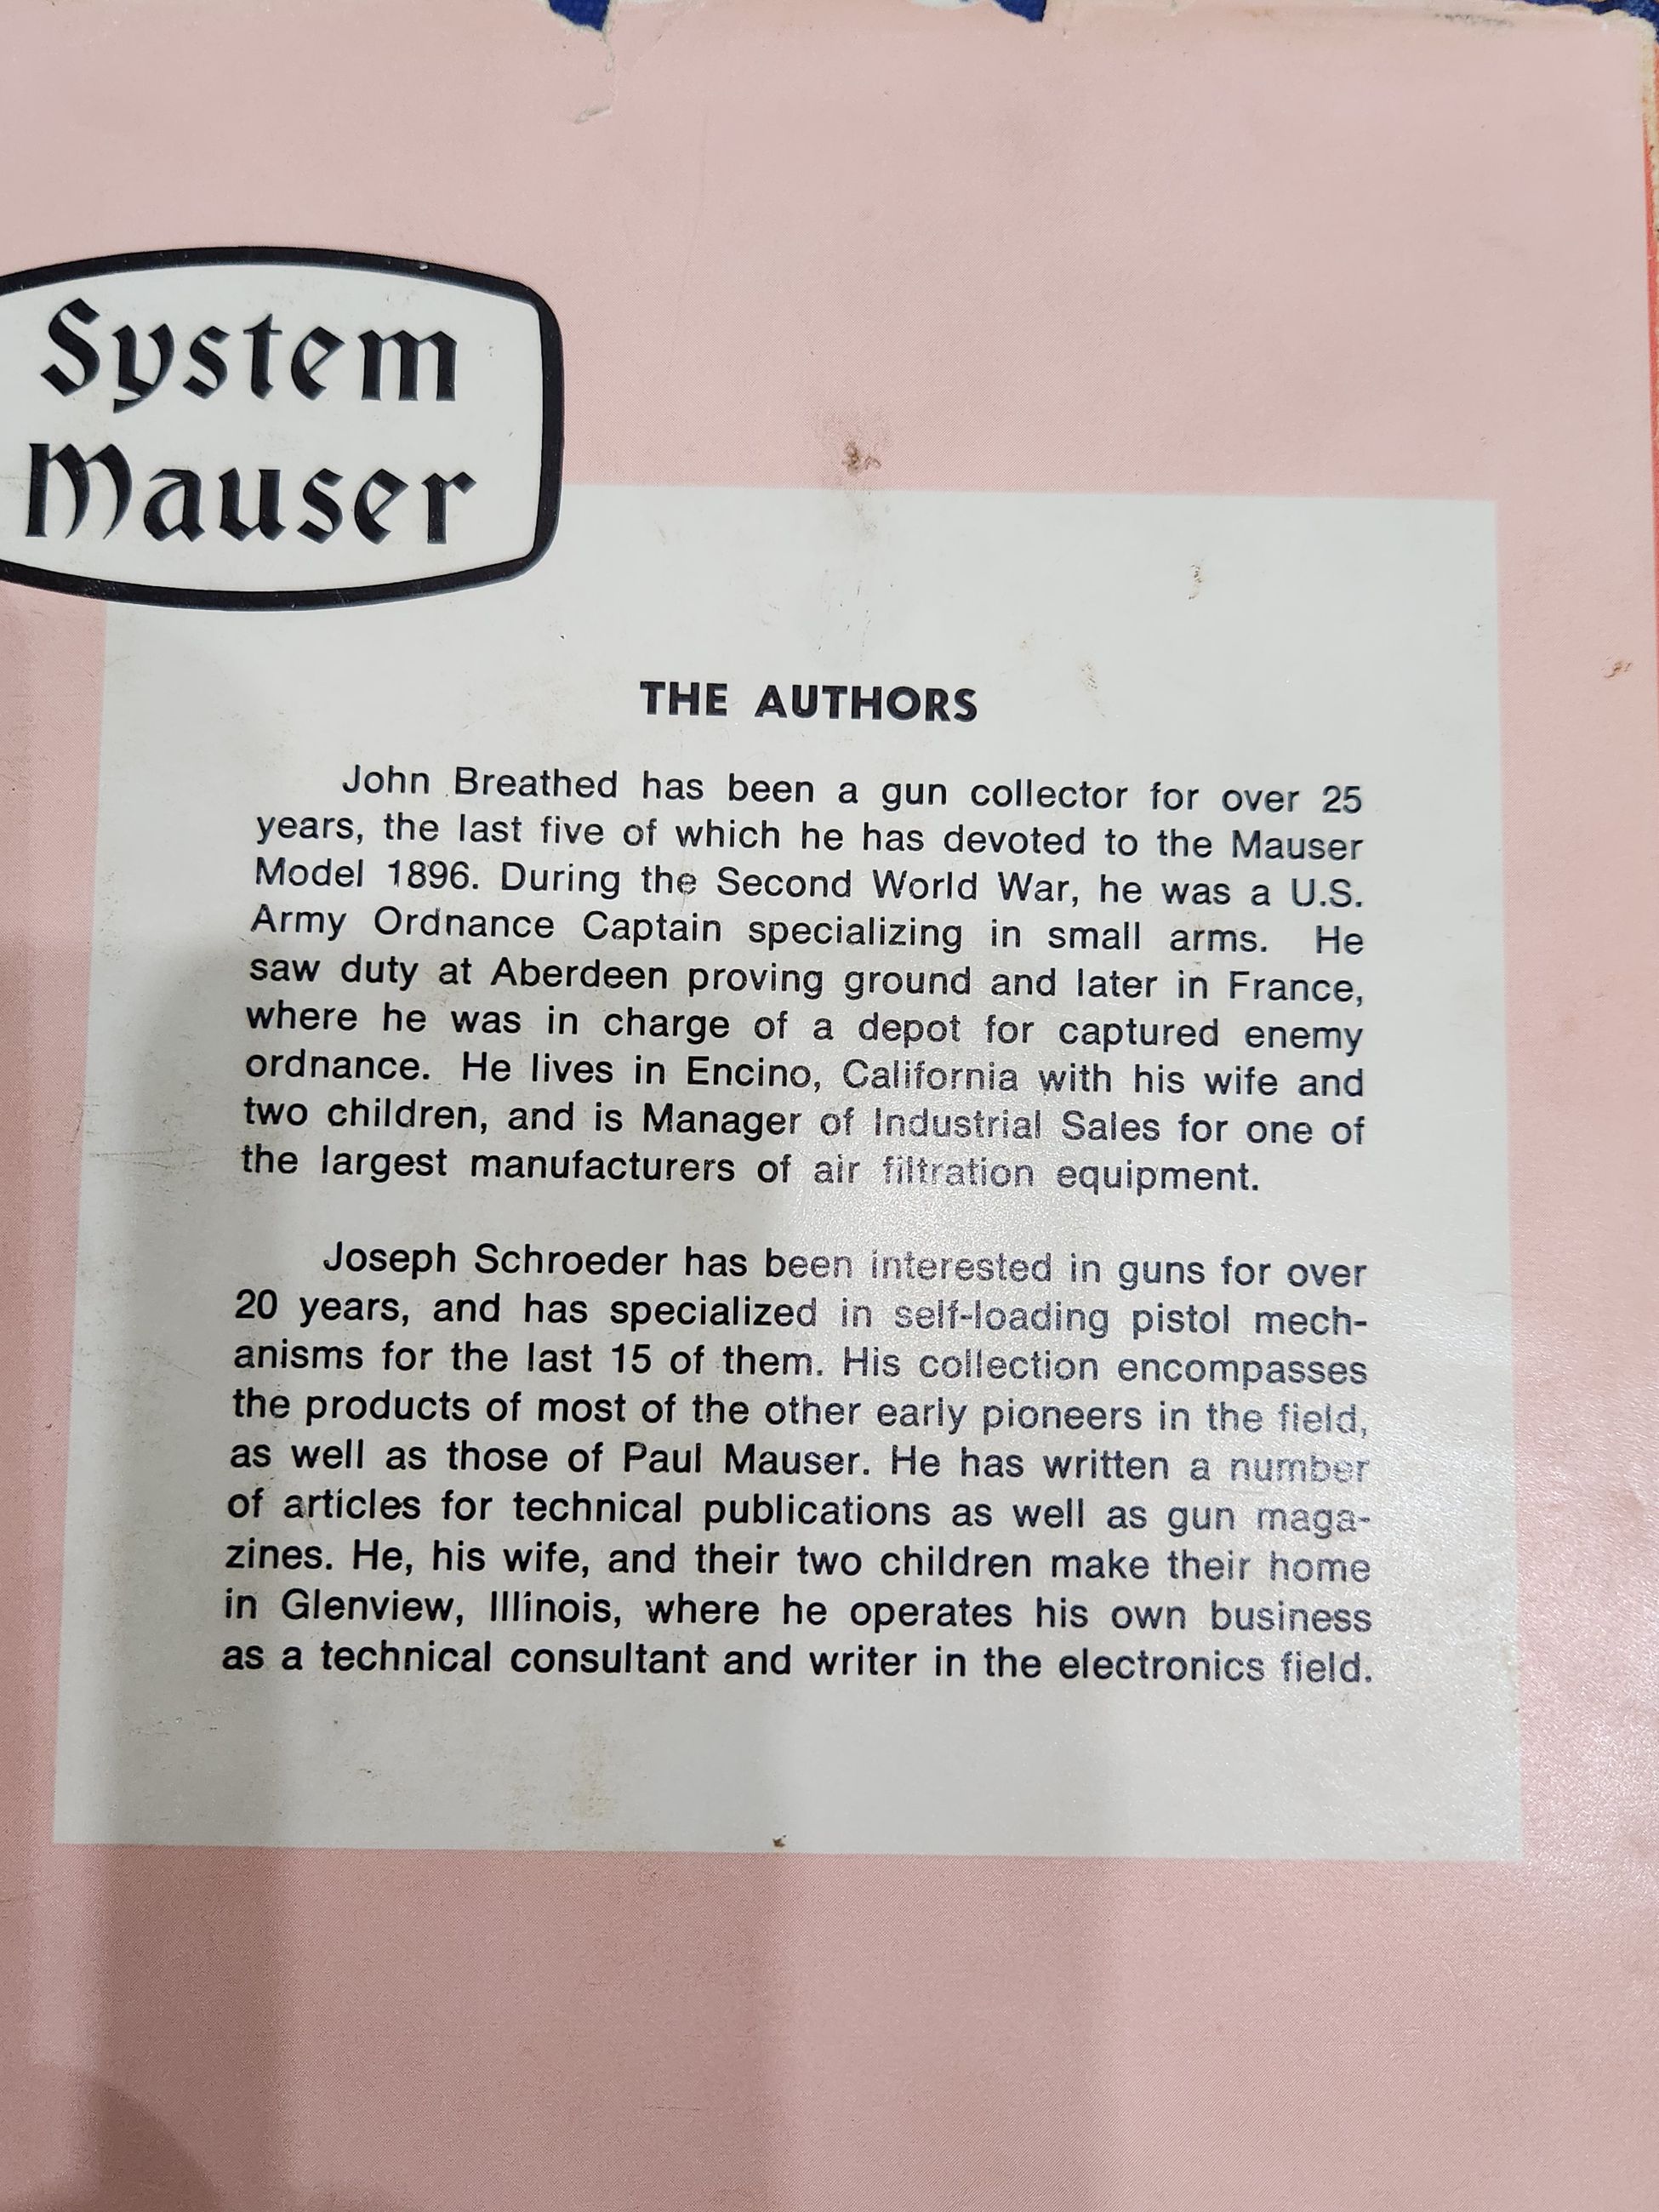 System
Mauser
THE AUTHORS
John Breathed has been a gun collector for over 25
years, the last five of which he has devoted to the Mauser
Model 1896. During the Second World War, he was a U.S.
Army Ordnance Captain specializing in small arms. He
saw duty at Aberdeen proving ground and later in France,
where he was in charge of a depot for captured enemy
ordnance. He lives in Encino, California with his wife and
two children, and is Manager of Industrial Sales for one of
the largest manufacturers of air filtration equipment.
Joseph Schroeder has been interested in guns for over
20 years, and has specialized in self-loading pistol mech-
anisms for the last 15 of them. His collection encompasses
the products of most of the other early pioneers in the field,
as well as those of Paul Mauser. He has written a number
of articles for technical publications as well as gun maga-
zines. He, his wife, and their two children make their home
in Glenview, Illinois, where he operates his own business
as a technical consultant and writer in the electronics field.